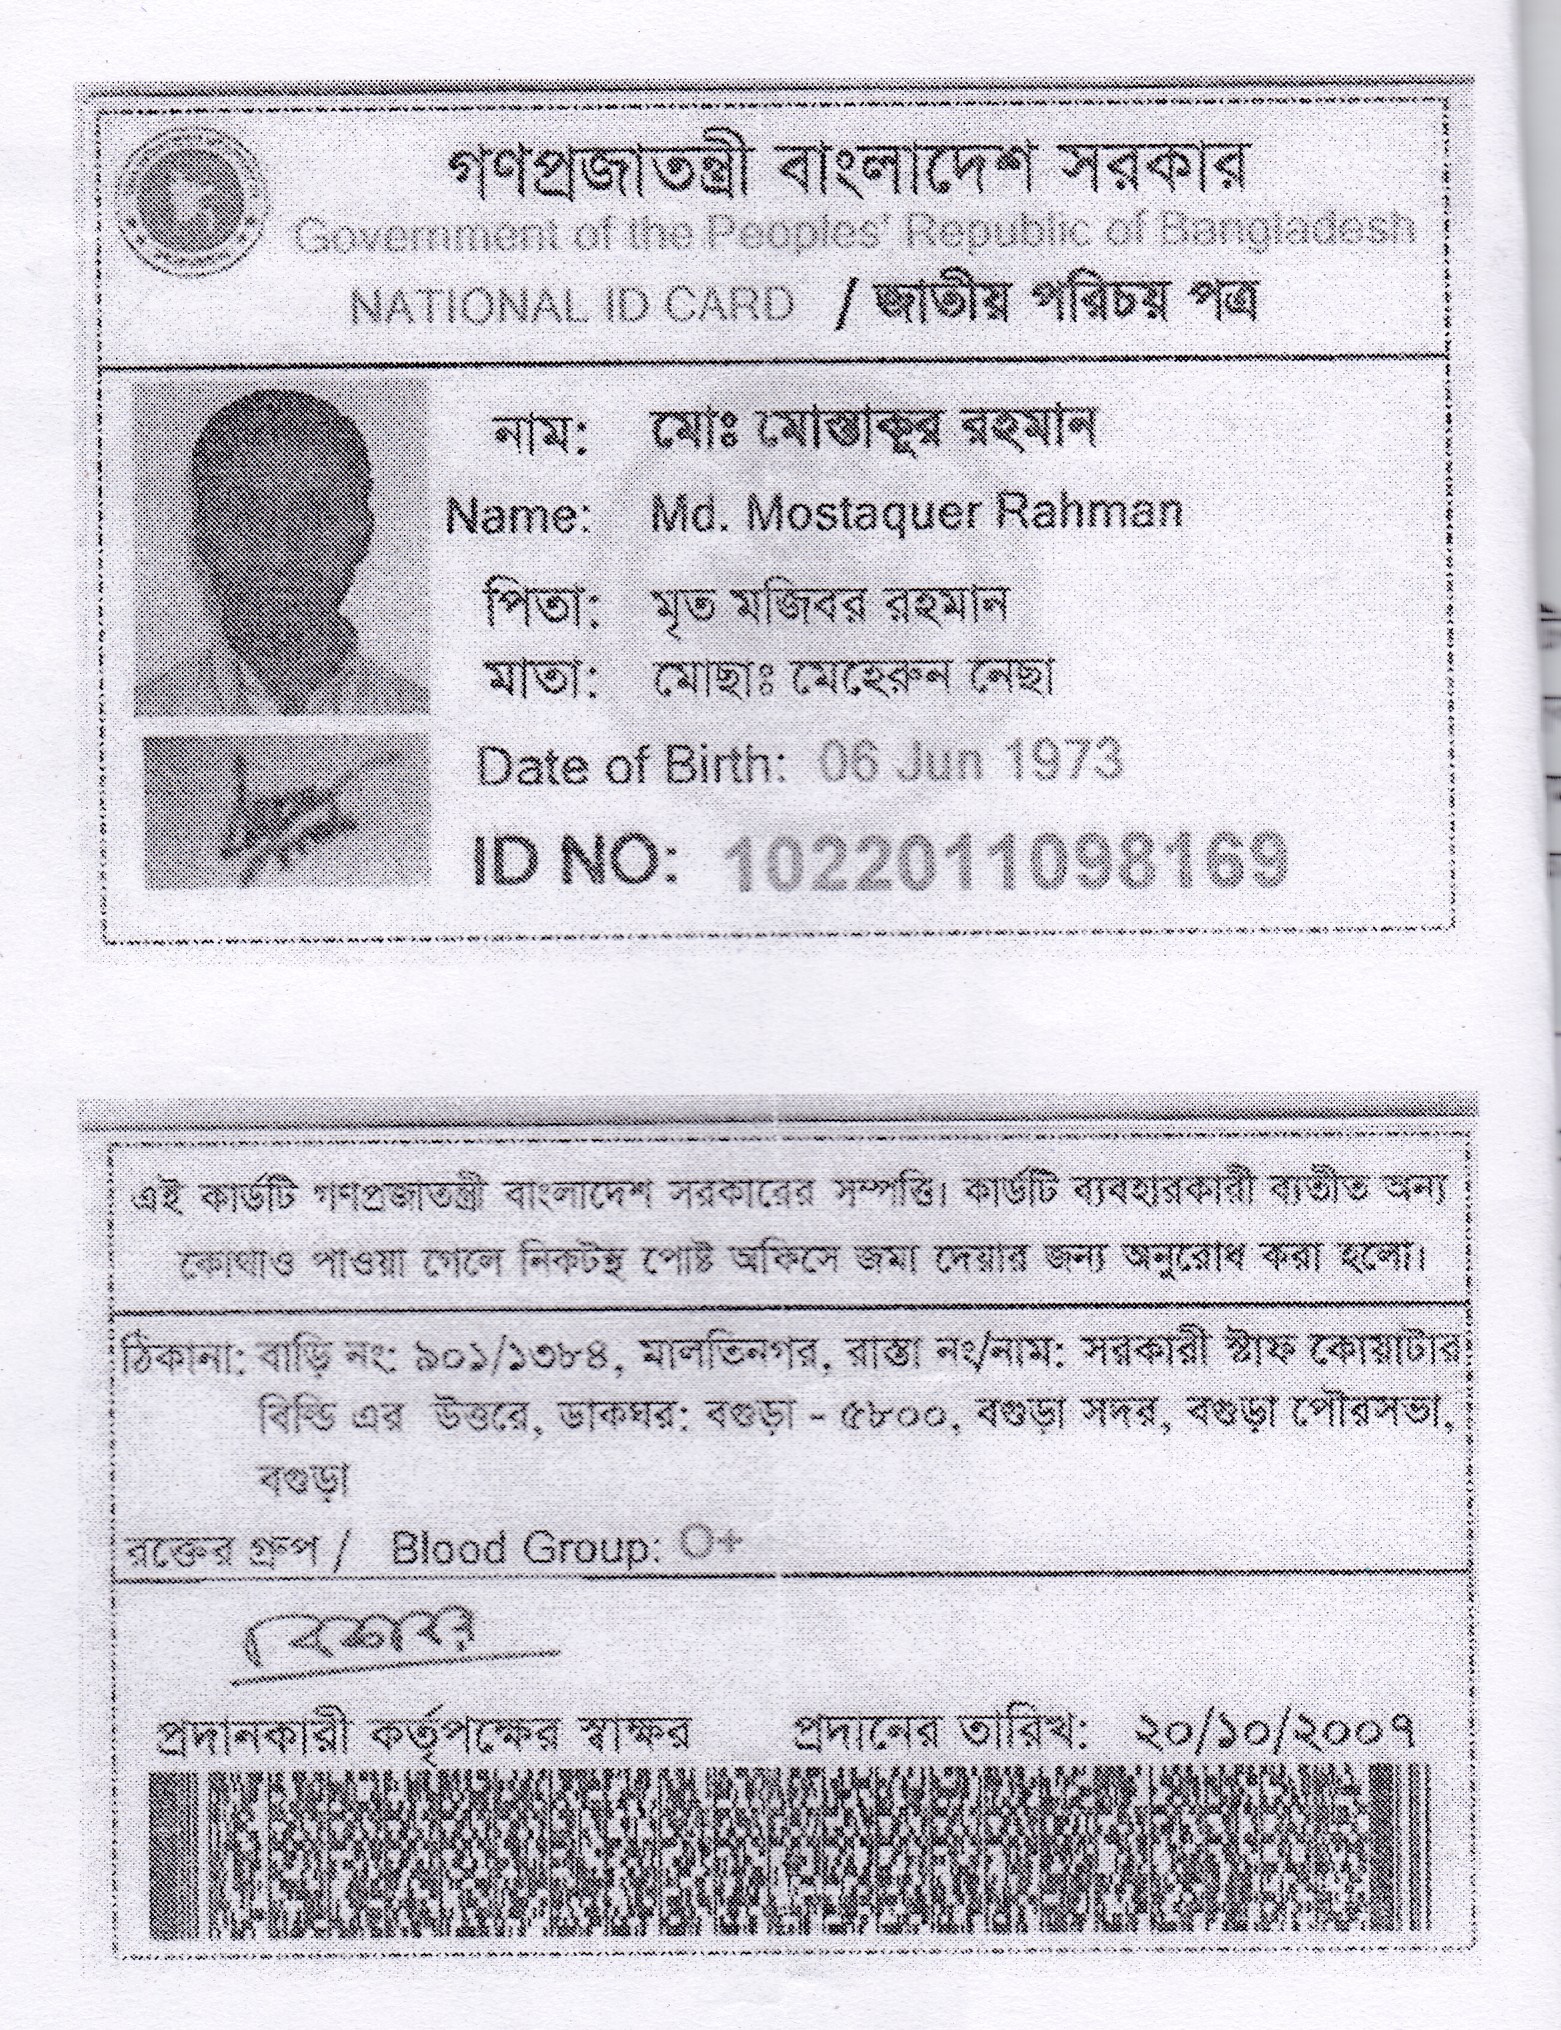 গণপ্রজাতন্ত্রী বাংলাদেশ সরকার
Government of the Peoples' Republic of Bangladesh
NATIONAL ID CARD / জাতীয় পরিচয় পত্র
নাম: মোঃ মোস্তাকুর রহমান
Name: Md. Mostaquer Rahman
পিতা: মৃত মজিবর রহমান
মাতা: মোছাঃ মেহেরুন নেছা
Date of Birth: 06 Jun 1973
ID NO: 1022011098169
এই কার্ডটি গণপ্রজাতন্ত্রী বাংলাদেশ সরকারের সম্পত্তি। কার্ডটি ব্যবহারকারী ব্যতীত অন্য
কোথাও পাওয়া গেলে নিকটস্থ পোষ্ট অফিসে জমা দেয়ার জন্য অনুরোধ করা হলো।
ঠিকানা: বাড়ি নং: ৯০১/১৩৮৪, মালতিনগর, রাস্তা নং/নাম: সরকারী ষ্টাফ কোয়াটার
বিল্ডি এর উত্তরে, ডাকঘর: বগুড়া - ৫৮০০, বগুড়া সদর, বগুড়া পৌরসভা,
বগুড়া
রক্তের গ্রুপ / Blood Group: O+
প্রদানকারী কর্তৃপক্ষের স্বাক্ষর প্রদানের তারিখ: ২০/১০/২০০৭